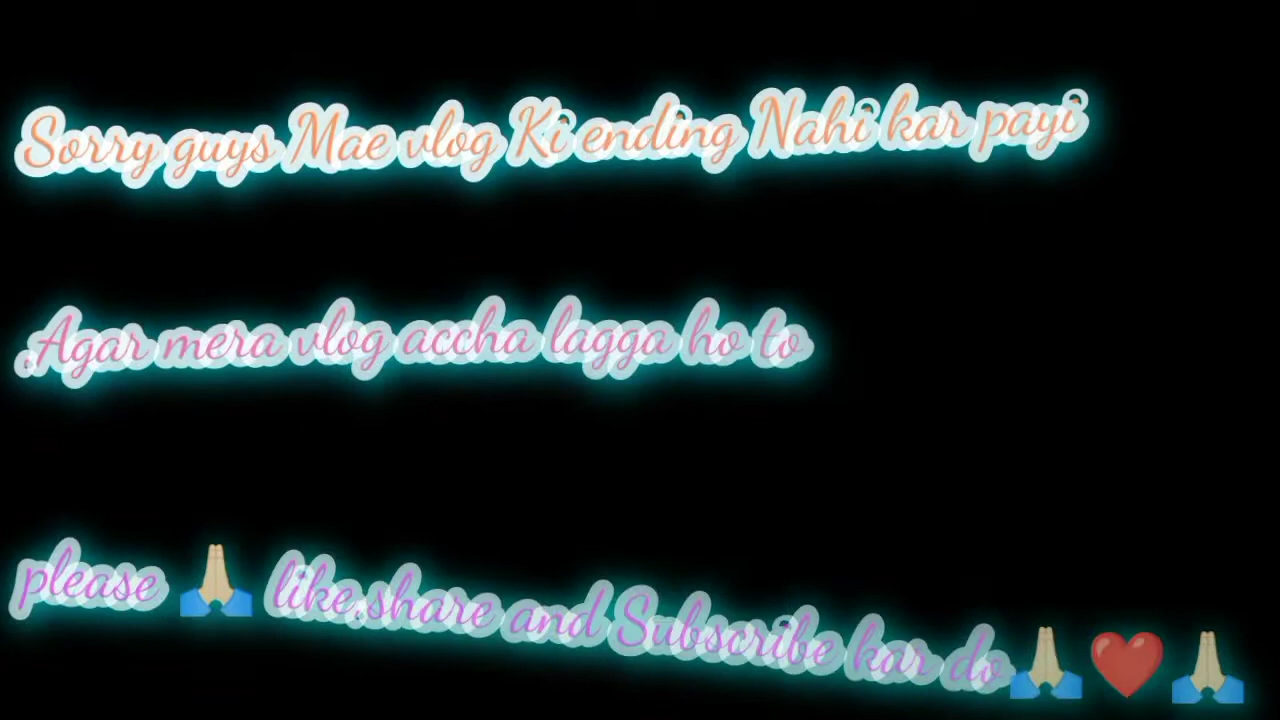 Sorry guys Mae vlog Ki ending Nahi kar payi
.Agar mera vlog accha lagga ho to
please 🙏🏼 like.share and Subscribe kar do🙏🏼❤️🙏🏼